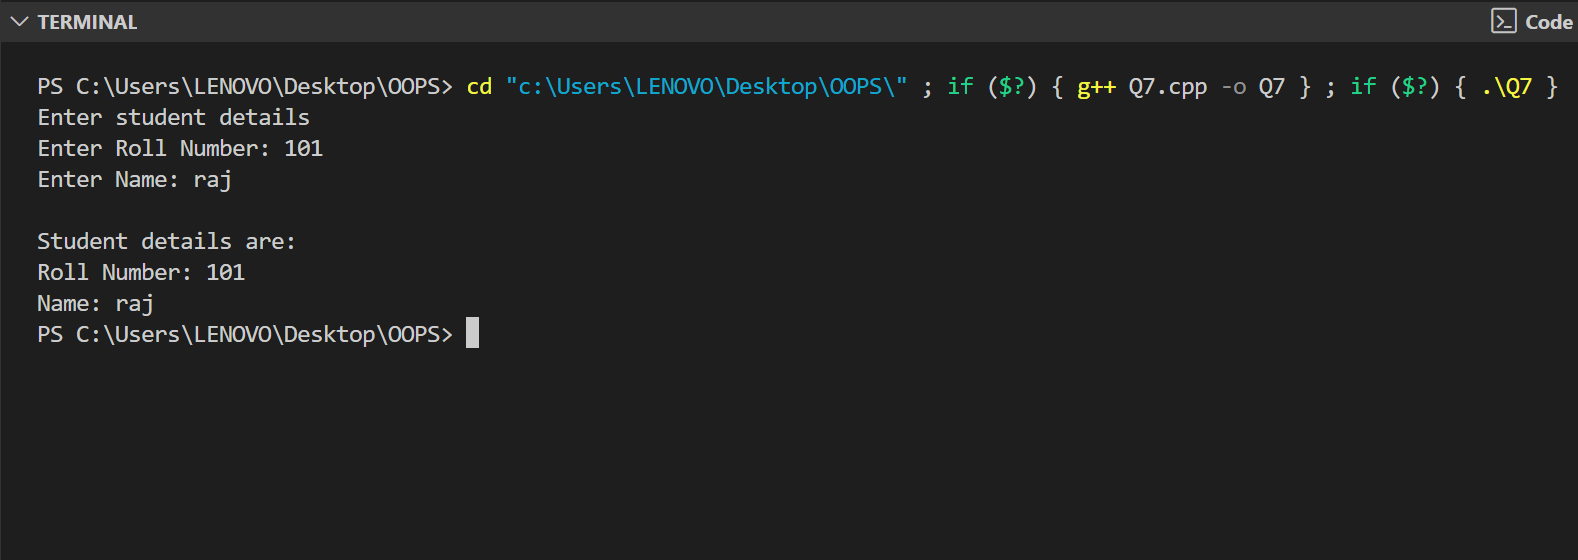 TERMINAL
Code
PS C:\Users\LENOVO\Desktop\OOPS> cd "c:\Users\LENOVO\Desktop\OOPS\" ; if ($?) { g++ Q7.cpp -o Q7 } ; if ($?) { .\Q7 }
Enter student details
Enter Roll Number: 101
Enter Name: raj
Student details are:
Roll Number: 101
Name: raj
PS C:\Users\LENOVO\Desktop\OOPS>